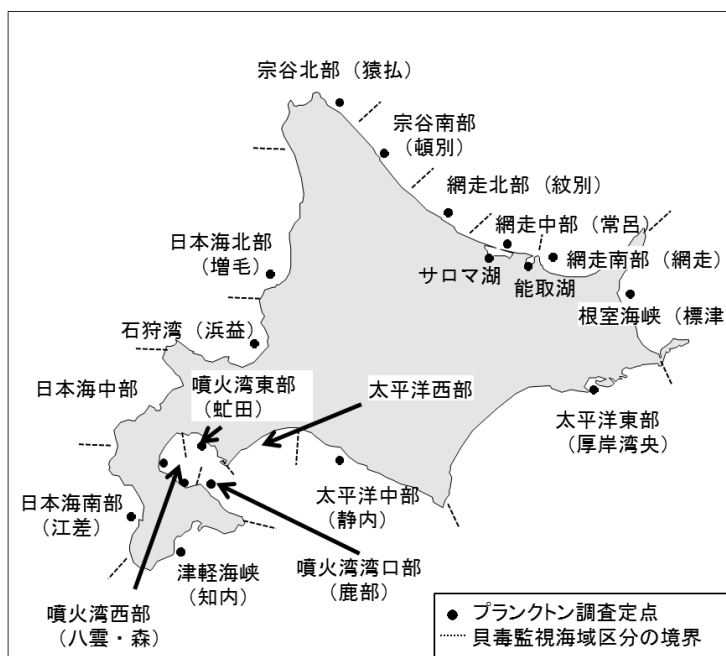 宗谷北部（猿払）
宗谷南部
（頓別）
網走北部（紋別）
網走中部（常呂）
網走南部（網走）
サロマ湖
能取湖
日本海北部
（増毛）
根室海峡（標津
石狩湾（浜益）
日本海中部
噴火湾東部
（虻田）
太平洋西部
太平洋東部
（厚岸湾央）
太平洋中部
（静内）
日本海南部
（江差）
津軽海峡
（知内）
噴火湾湾口部
（鹿部）
噴火湾西部
（八雲・森）
プランクトン調査定点
貝毒監視海域区分の境界